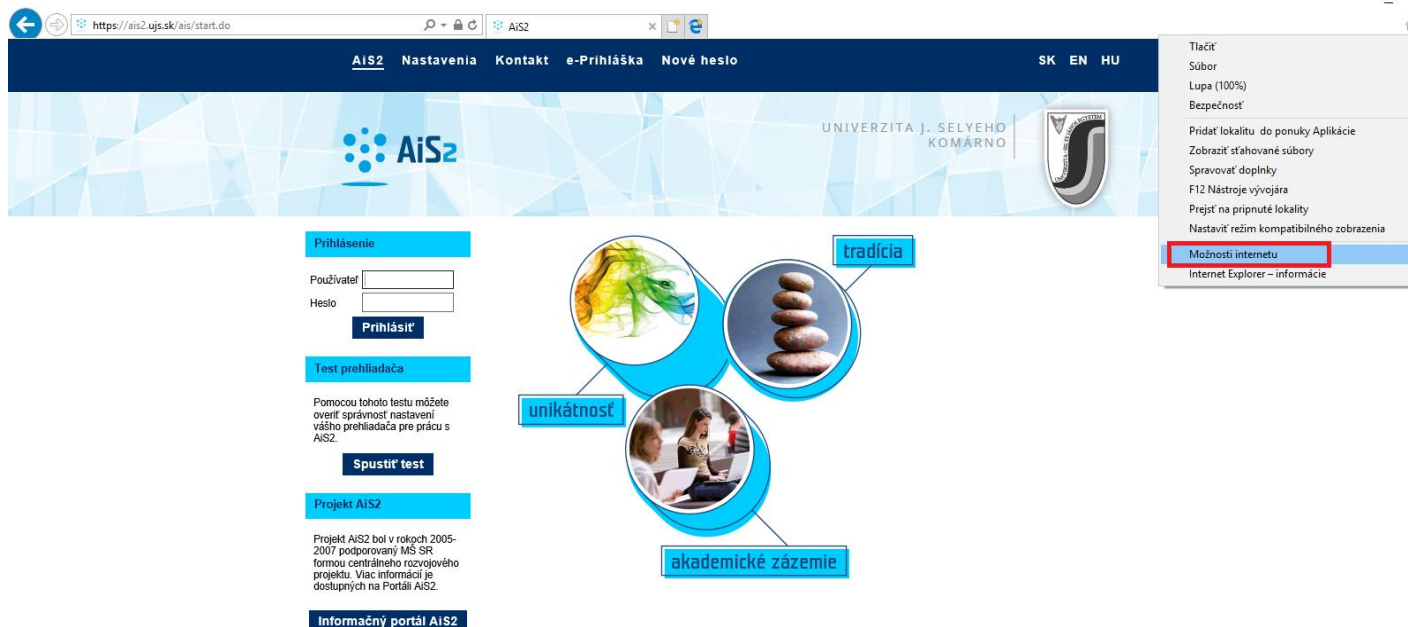 https://ais2.ujs.sk/ais/start.do
AiS2
AiS2 Nastavenia Kontakt e-Prihláška Nové heslo
SK EN HU
Tlačiť
Súbor
Lupa (100%)
Bezpečnosť
Pridať lokalitu do ponuky Aplikácie
Zobraziť sťahované súbory
Spravovať doplnky
F12 Nástroje vývojára
Prejsť na pripnuté lokality
Nastaviť režim kompatibilného zobrazenia
Možnosti internetu
Internet Explorer – informácie
AiS2
UNIVERZITA J. SELYEHO
KOMÁRNO
Prihlásenie
Používateľ
Heslo
Prihlásiť
Test prehliadača
Pomocou tohoto testu môžete
overiť správnosť nastavení
vášho prehliadača pre prácu s
AiS2.
Spustiť test
Projekt AiS2
Projekt AiS2 bol v rokoch 2005-
2007 podporovaný MŠ SR
formou centrálneho rozvojového
projektu. Viac informácií je
dostupných na Portáli AiS2.
Informačný portál AiS2
tradícia
unikátnosť
akademické zázemie